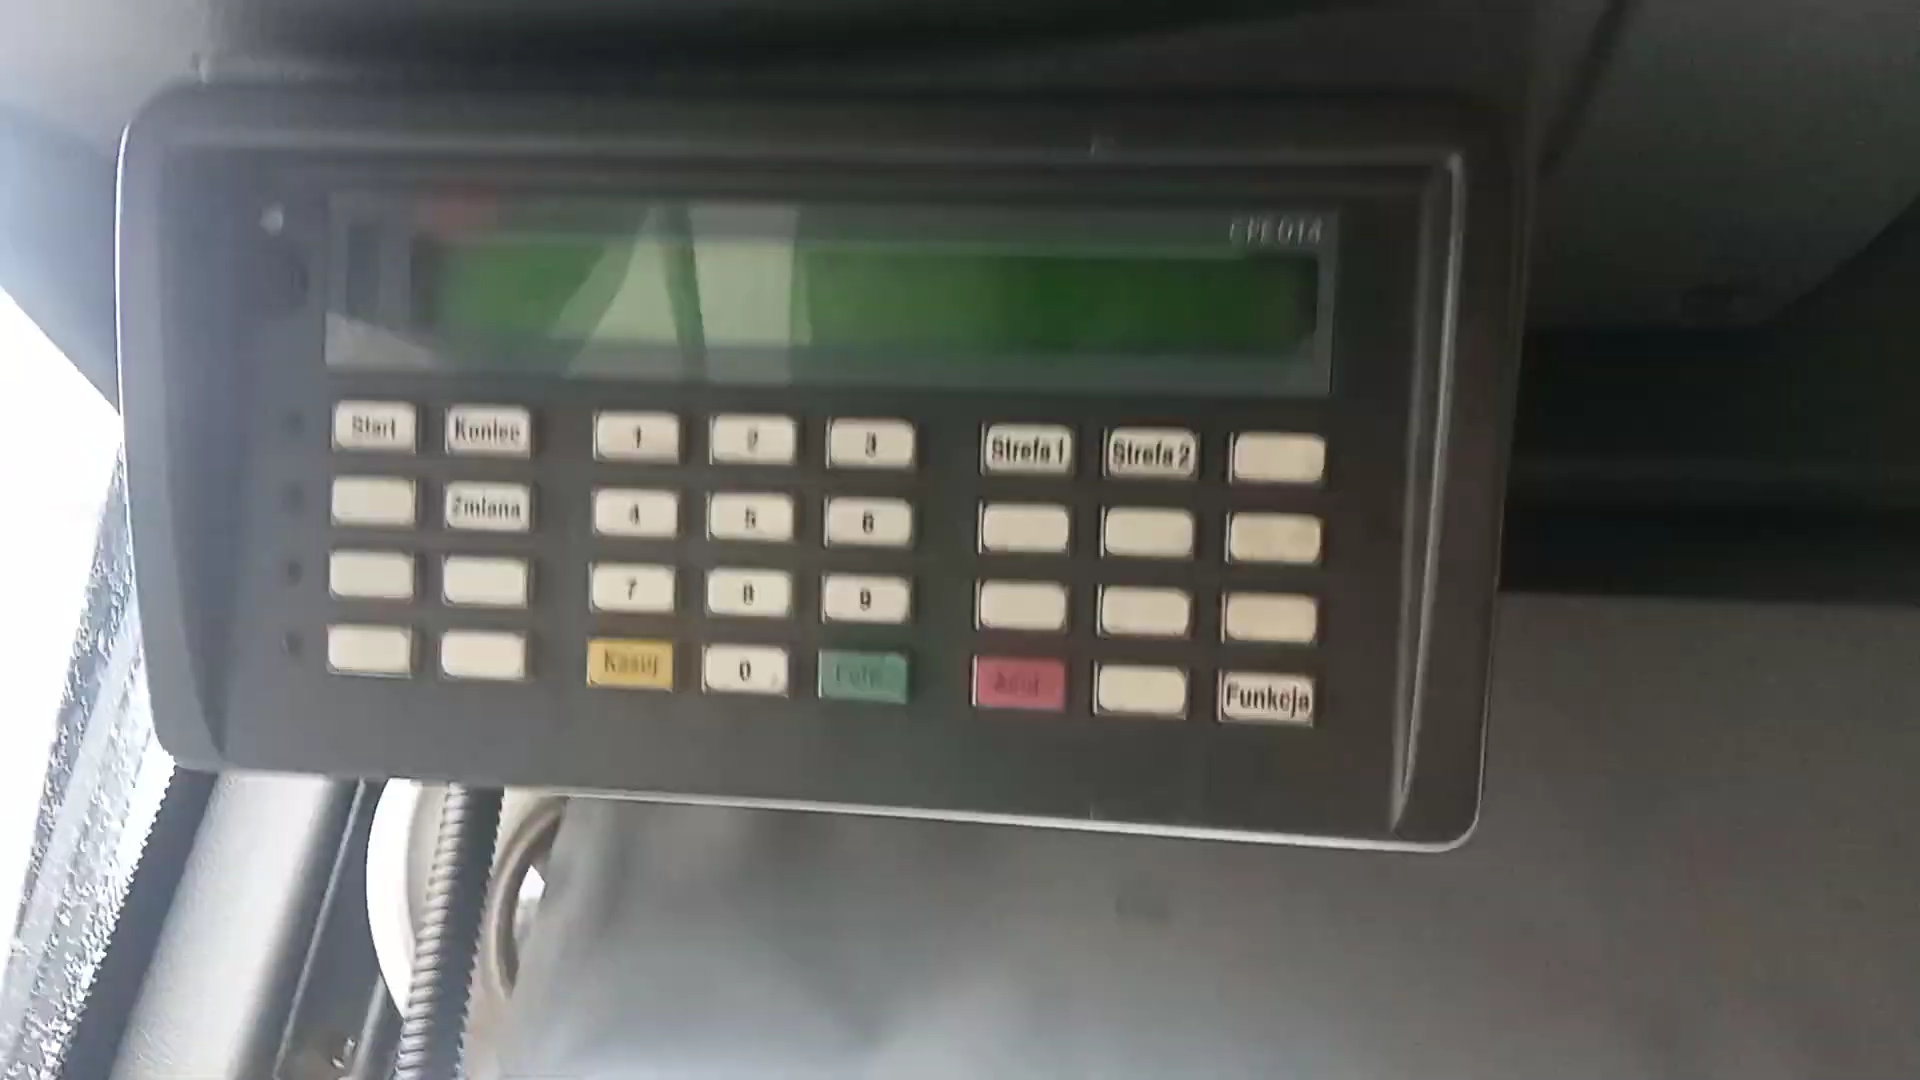 Start Koniec 1 2 3 Strefa 1 Strefa 2
Zmiana 4 5 6
7 8 9
Kasuj 0 Funkcja